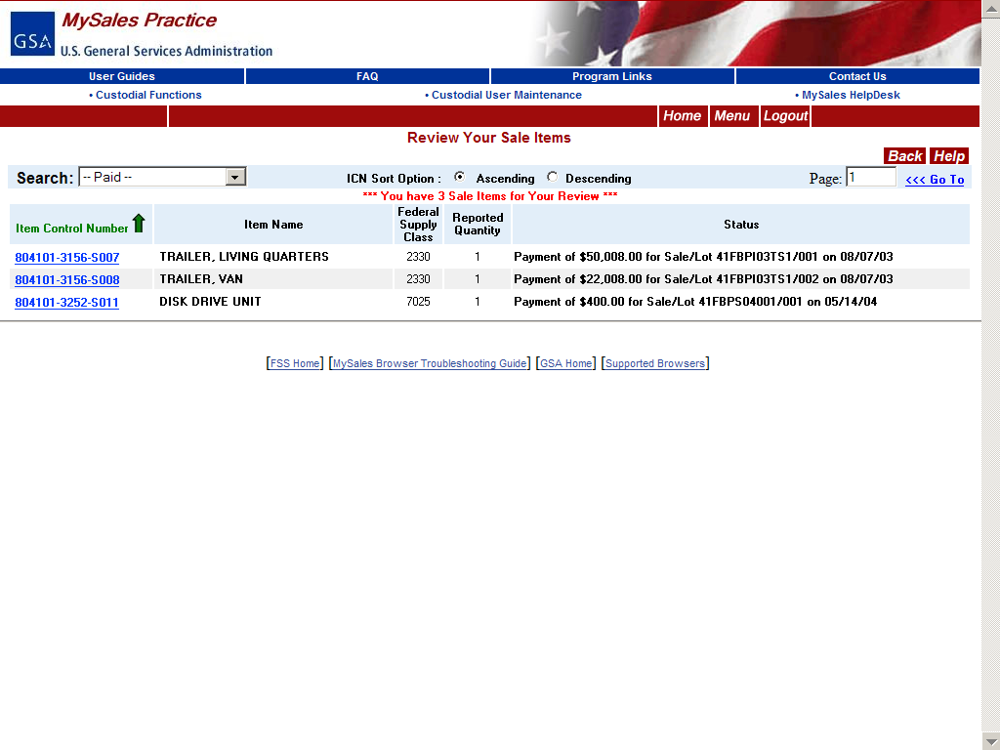 MySales Practice
GSA
U.S. General Services Administration
User Guides FAQ Program Links Contact Us
• Custodial Functions • Custodial User Maintenance • MySales HelpDesk
Home Menu Logout
Review Your Sale Items
Back Help
Search: -- Paid -- ICN Sort Option : Ascending Descending Page: 1 <<< Go To
*** You have 3 Sale Items for Your Review ***
Item Control Number Item Name Federal Supply Class Reported Quantity Status
804101-3156-S007 TRAILER, LIVING QUARTERS 2330 1 Payment of $50,008.00 for Sale/Lot 41FBPI03TS1/001 on 08/07/03
804101-3156-S008 TRAILER, VAN 2330 1 Payment of $22,008.00 for Sale/Lot 41FBPI03TS1/002 on 08/07/03
804101-3252-S011 DISK DRIVE UNIT 7025 1 Payment of $400.00 for Sale/Lot 41FBPS04001/001 on 05/14/04
[FSS Home] [MySales Browser Troubleshooting Guide] [GSA Home] [Supported Browsers]